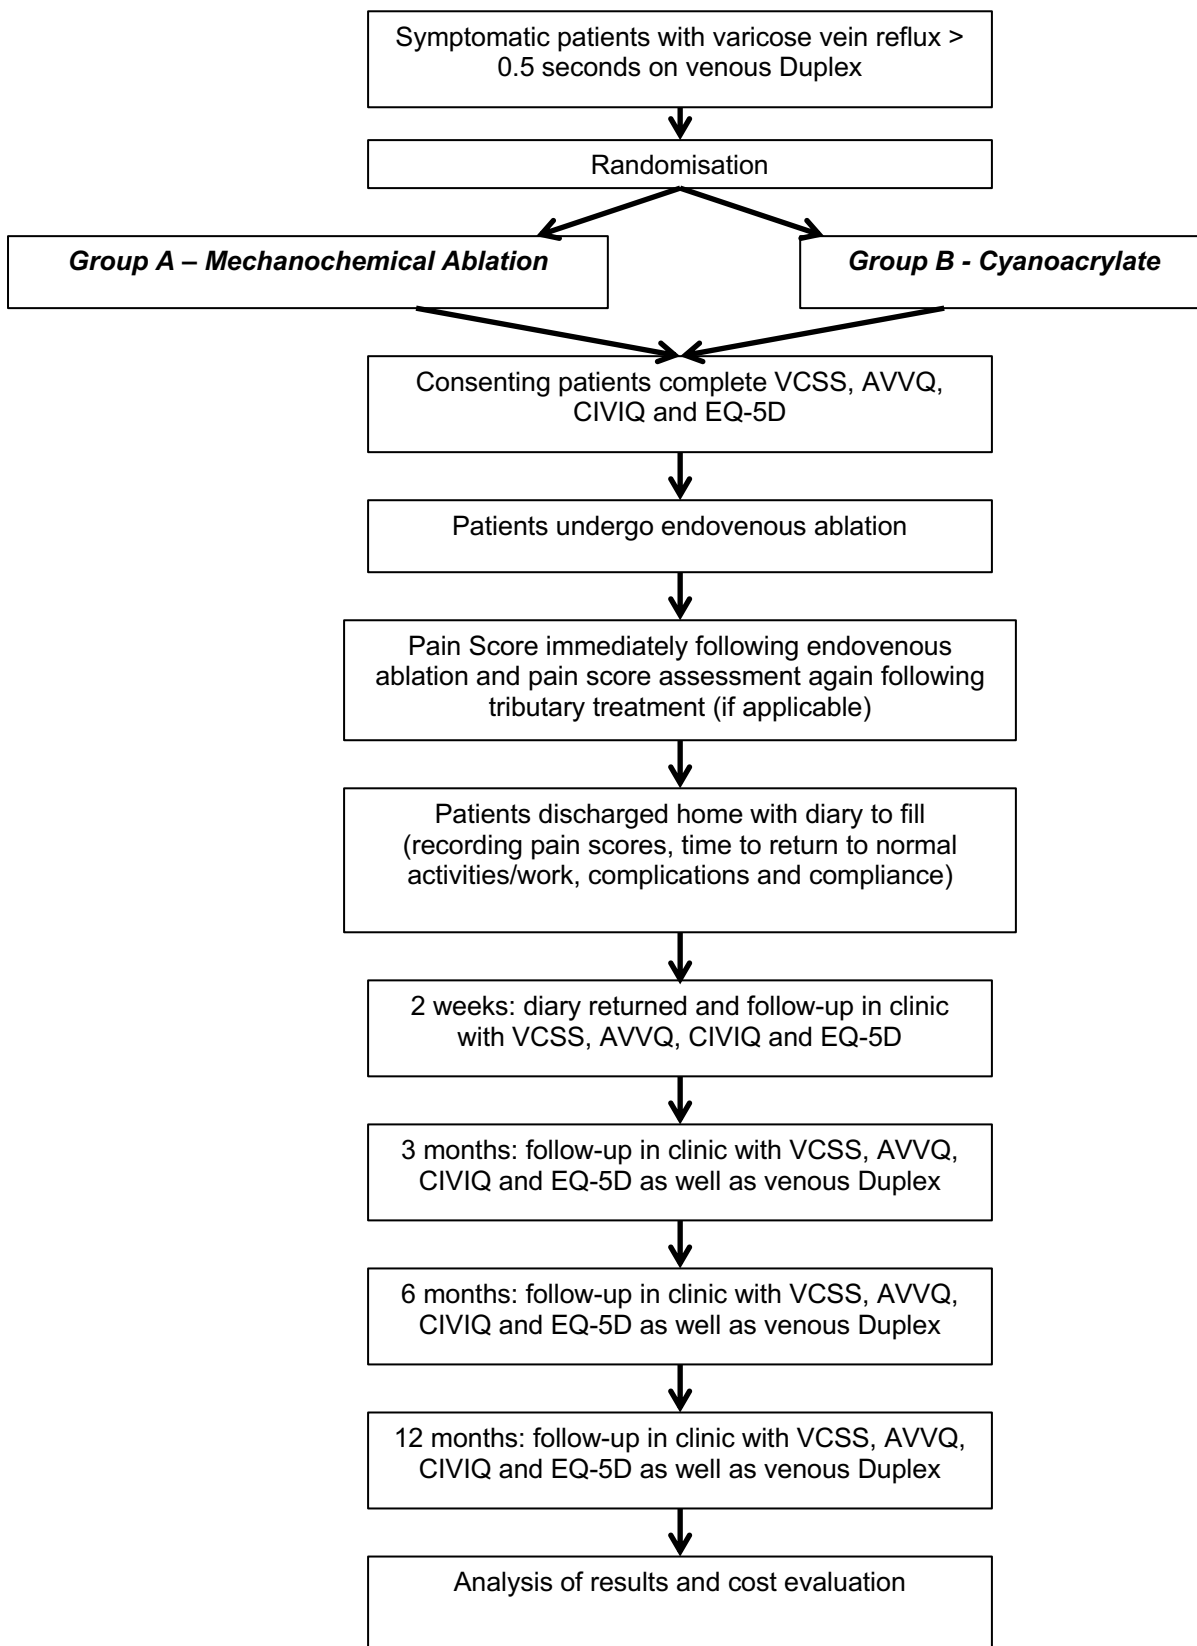 Symptomatic patients with varicose vein reflux >
0.5 seconds on venous Duplex
Randomisation
Group A – Mechanochemical Ablation
Group B - Cyanoacrylate
Consenting patients complete VCSS, AVVQ,
CIVIQ and EQ-5D
Patients undergo endovenous ablation
Pain Score immediately following endovenous
ablation and pain score assessment again following
tributary treatment (if applicable)
Patients discharged home with diary to fill
(recording pain scores, time to return to normal
activities/work, complications and compliance)
2 weeks: diary returned and follow-up in clinic
with VCSS, AVVQ, CIVIQ and EQ-5D
3 months: follow-up in clinic with VCSS, AVVQ,
CIVIQ and EQ-5D as well as venous Duplex
6 months: follow-up in clinic with VCSS, AVVQ,
CIVIQ and EQ-5D as well as venous Duplex
12 months: follow-up in clinic with VCSS, AVVQ,
CIVIQ and EQ-5D as well as venous Duplex
Analysis of results and cost evaluation